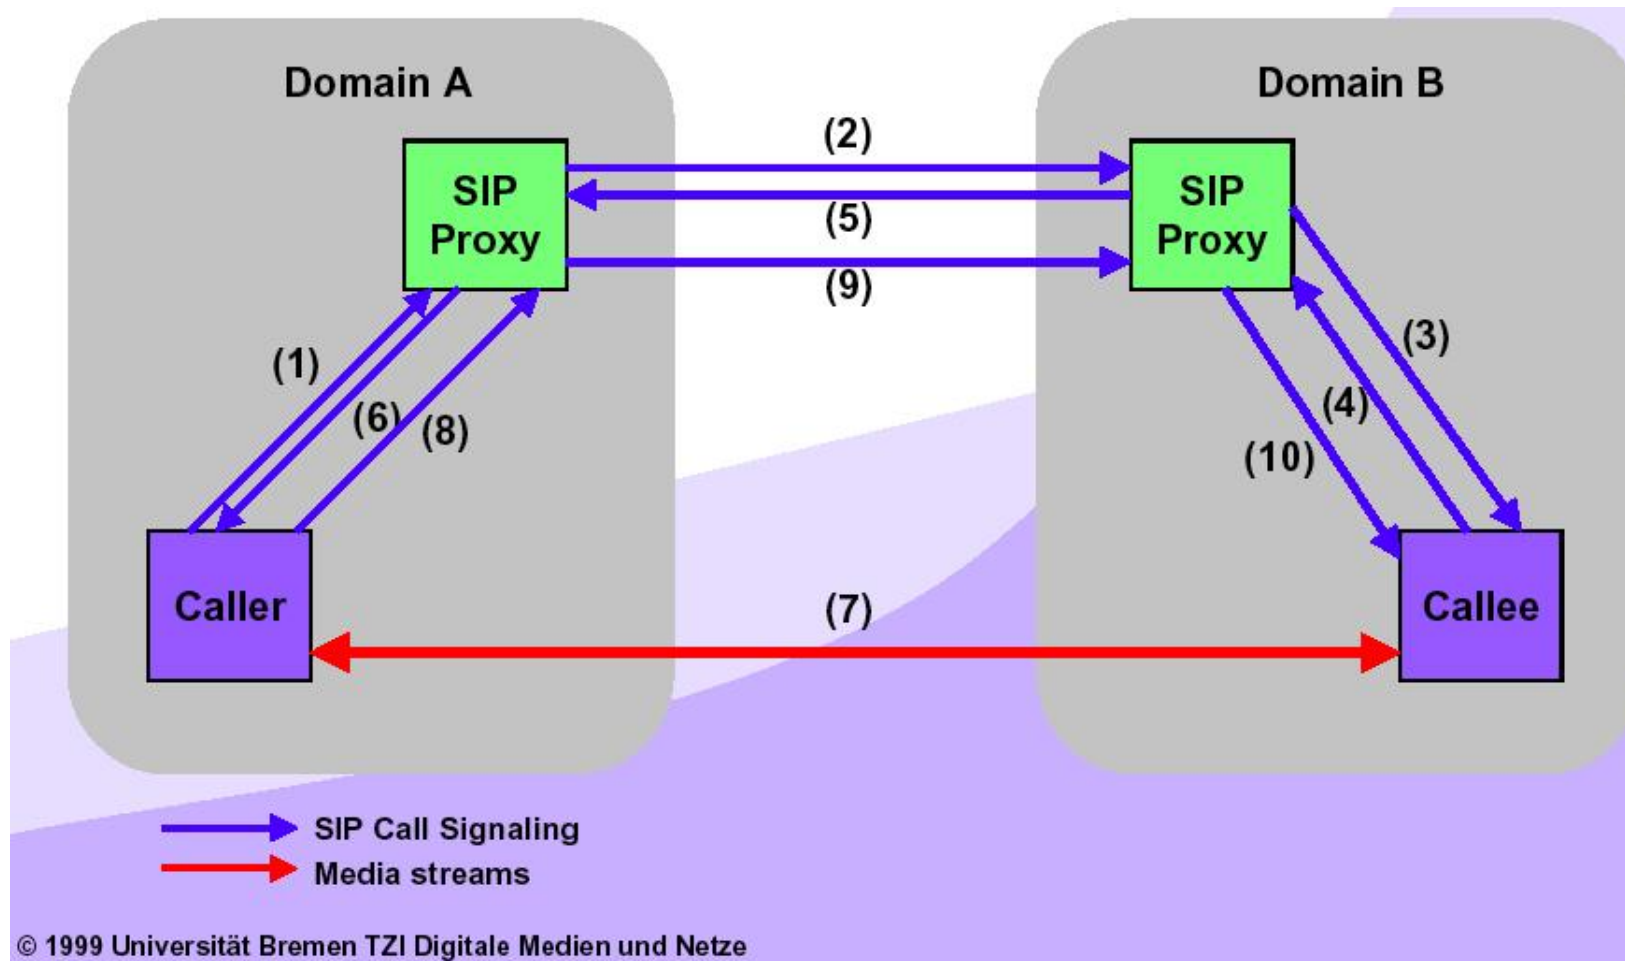 Domain A
Domain B
(2)
SIP
Proxy
SIP
Proxy
(5)
(9)
(1)
(3)
(6)
(8)
(4)
(10)
Caller
(7)
Callee
SIP Call Signaling
Media streams
© 1999 Universität Bremen TZI Digitale Medien und Netze